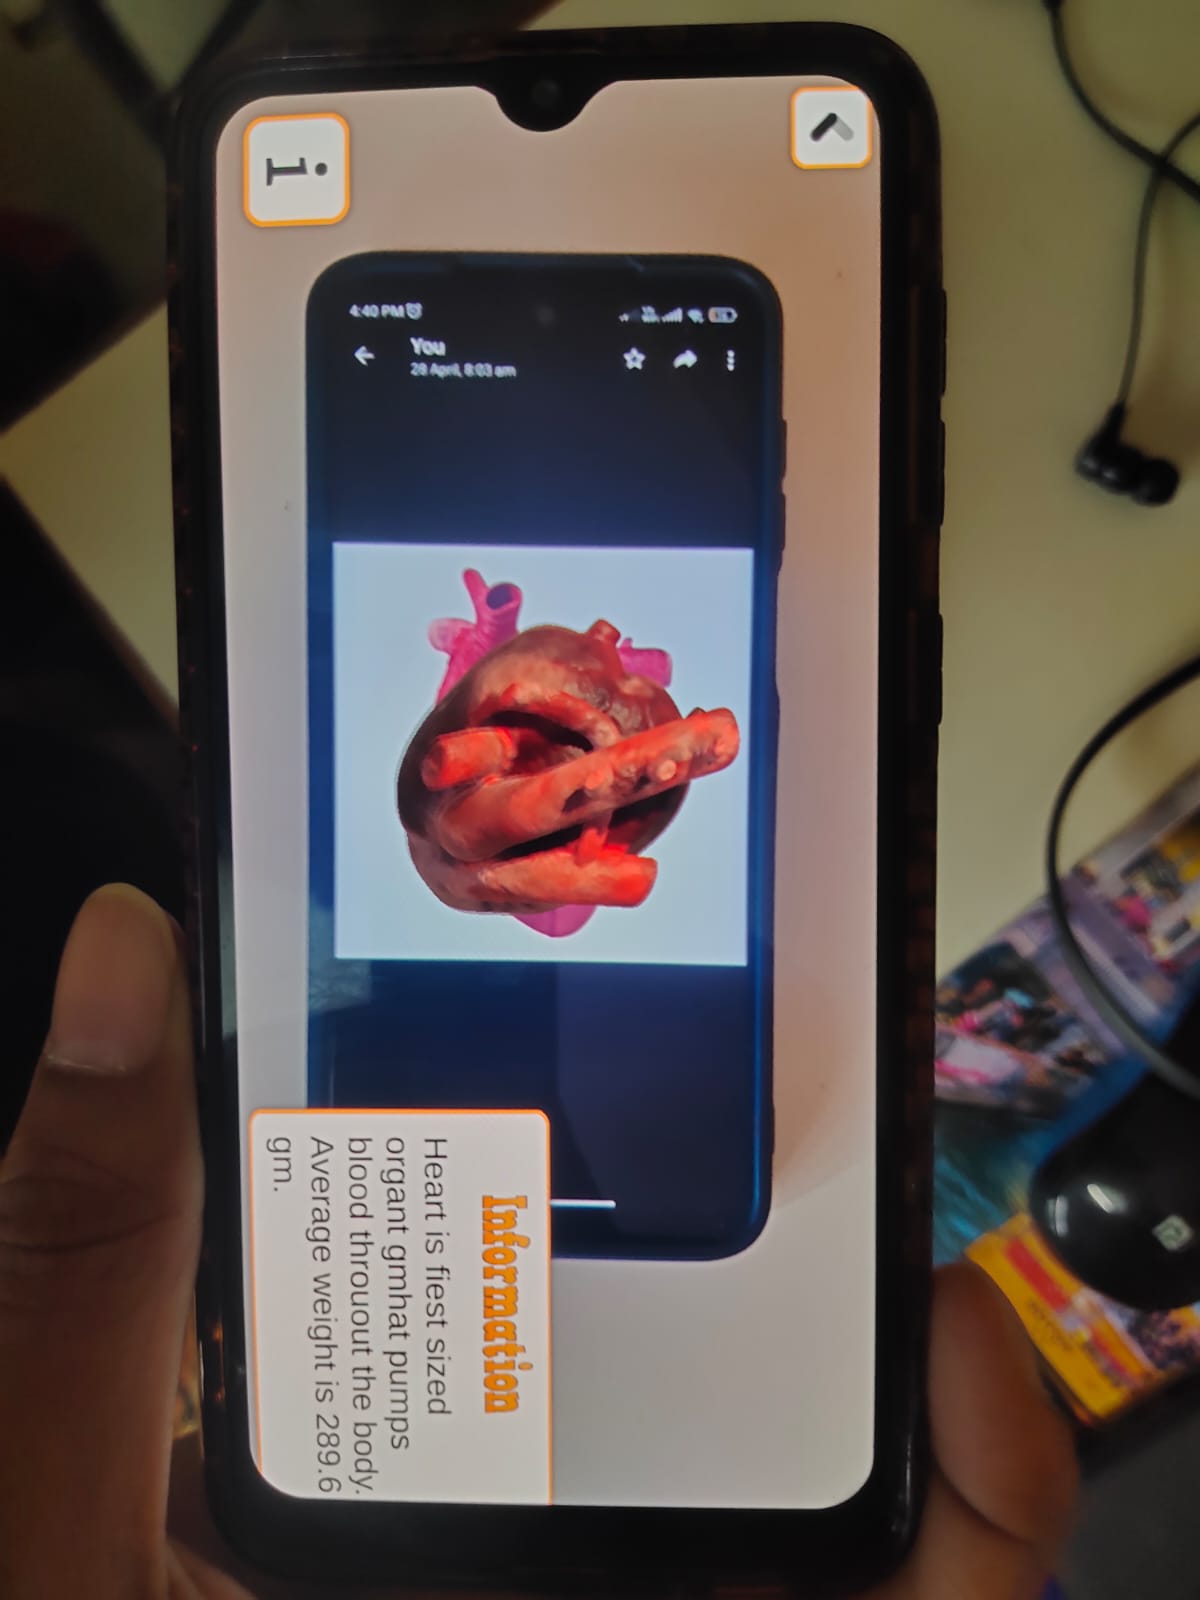 i
4:40 PM
You
28 April, 8:03 am
Information
Heart is fiest sized
organt gmhat pumps
blood throuout the body.
Average weight is 289.6
gm.